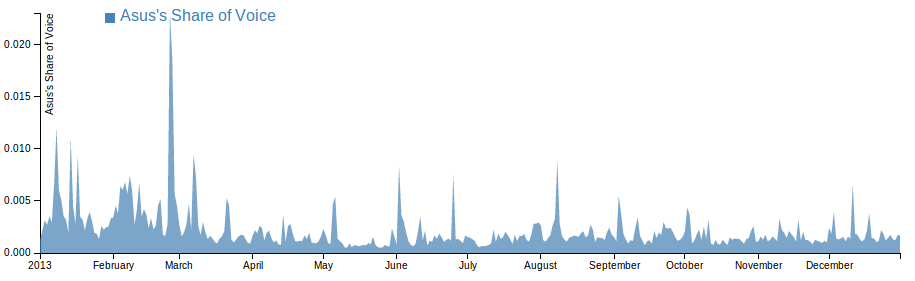 Asus's Share of Voice
Asus's Share of Voice
0.020
0.015
0.010
0.005
0.000
2013 February March April May June July August September October November December